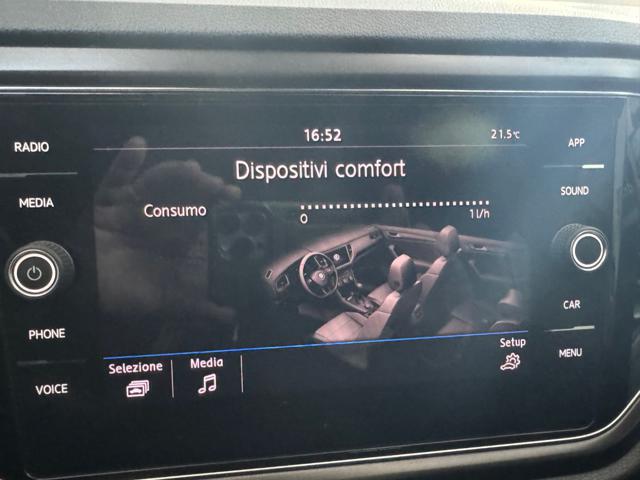 RADIO
MEDIA
PHONE
VOICE
16:52
21.5°C
Dispositivi comfort
Consumo
0
1 l/h
Selezione
Media
Setup
APP
SOUND
CAR
MENU